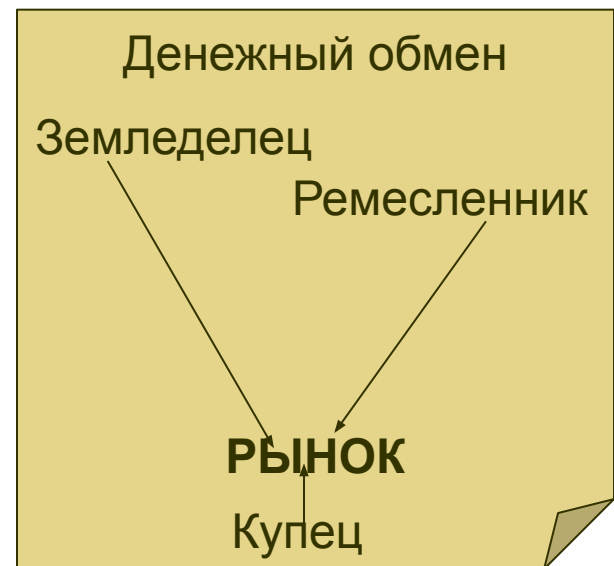 Денежный обмен
Земледелец
Ремесленник
РЫНОК
Купец